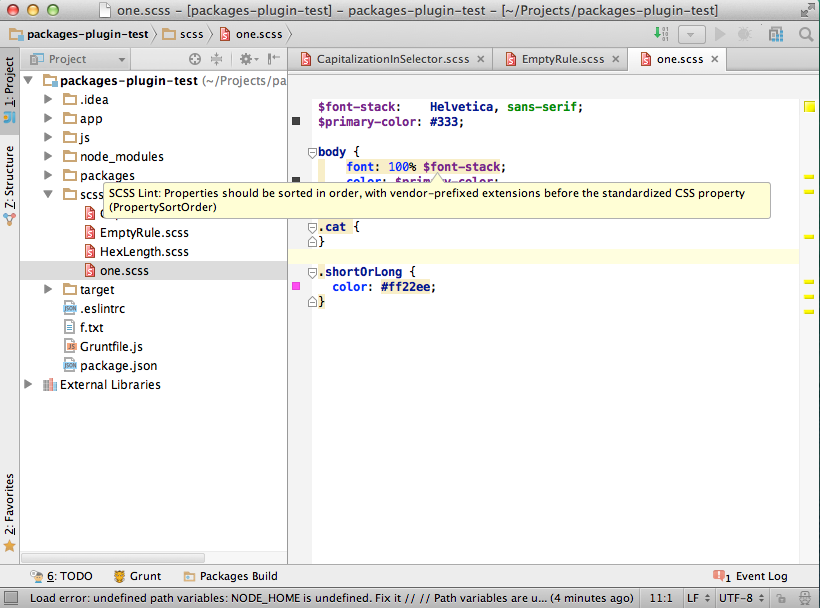 one.scss - [packages-plugin-test] - packages-plugin-test - [~/Projects/packages-plugin-test]
packages-plugin-test scss one.scss
1: Project
Z: Structure
2: Favorites
Project
packages-plugin-test (~/Projects/pa
.idea
app
js
node_modules
packages
scss
EmptyRule.scss
HexLength.scss
one.scss
target
.eslintrc
f.txt
Gruntfile.js
package.json
External Libraries
CapitalizationInSelector.scss EmptyRule.scss one.scss
$font-stack: Helvetica, sans-serif;
$primary-color: #333;
body {
font: 100% $font-stack;
color: $primary-color;
SCSS Lint: Properties should be sorted in order, with vendor-prefixed extensions before the standardized CSS property
(PropertySortOrder)
.cat {
}
.shortOrLong {
color: #ff22ee;
}
6: TODO Grunt Packages Build 1 Event Log
Load error: undefined path variables: NODE_HOME is undefined. Fix it // // Path variables are u... (4 minutes ago) 11:1 LF UTF-8